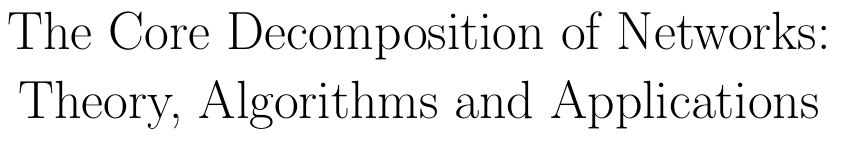 The Core Decomposition of Networks:
Theory, Algorithms and Applications